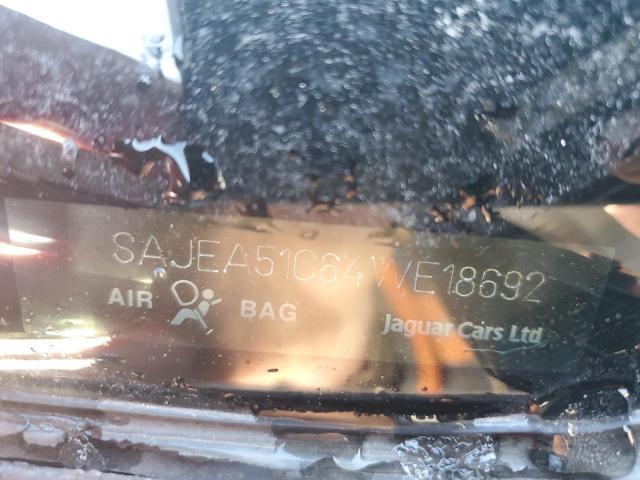 SAJEA51C64WE18692
AIR BAG Jaguar Cars Ltd